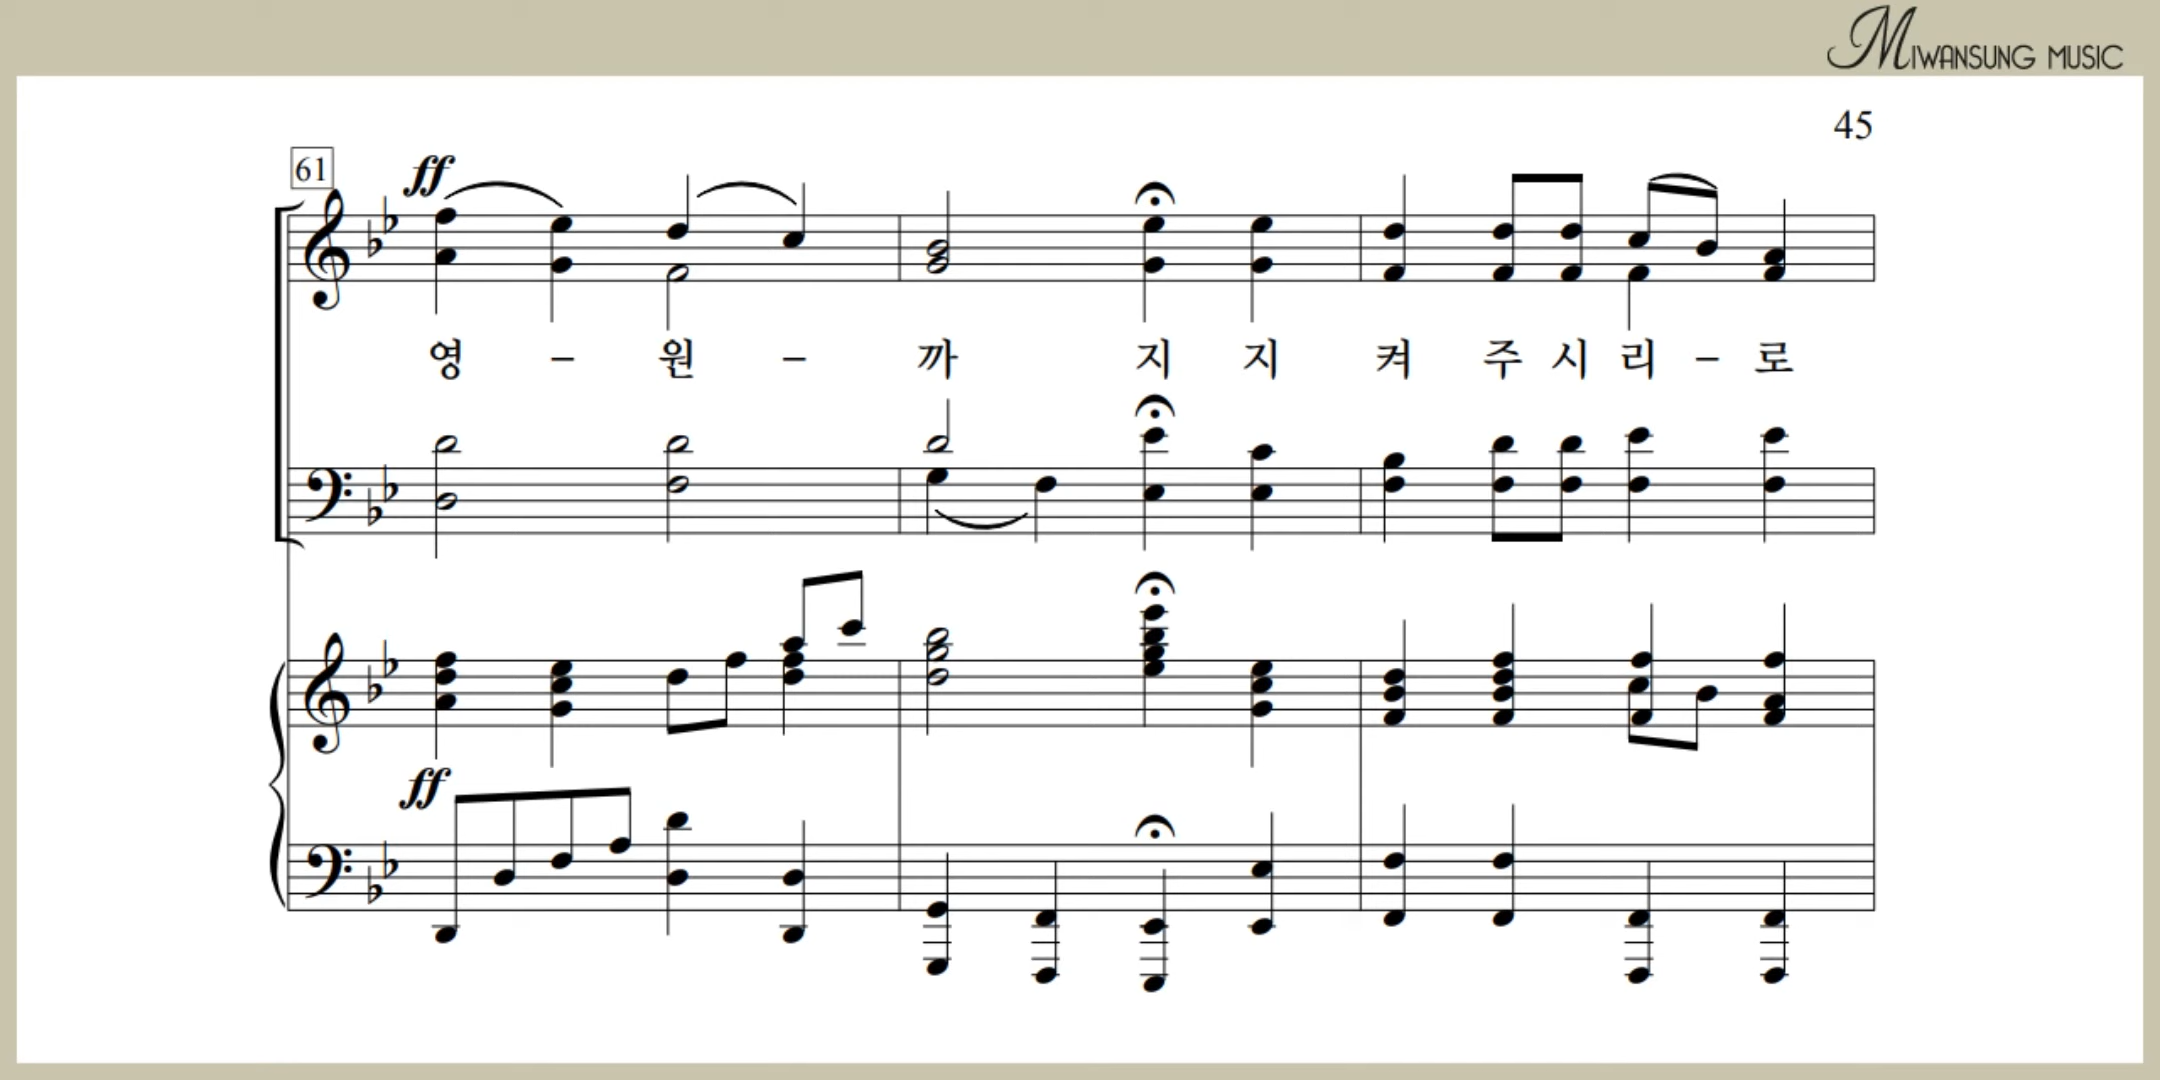 MIWANSUNG MUSIC
45
61
ff
영 - 원 - 까 지 지 켜 주 시 리 - 로
ff